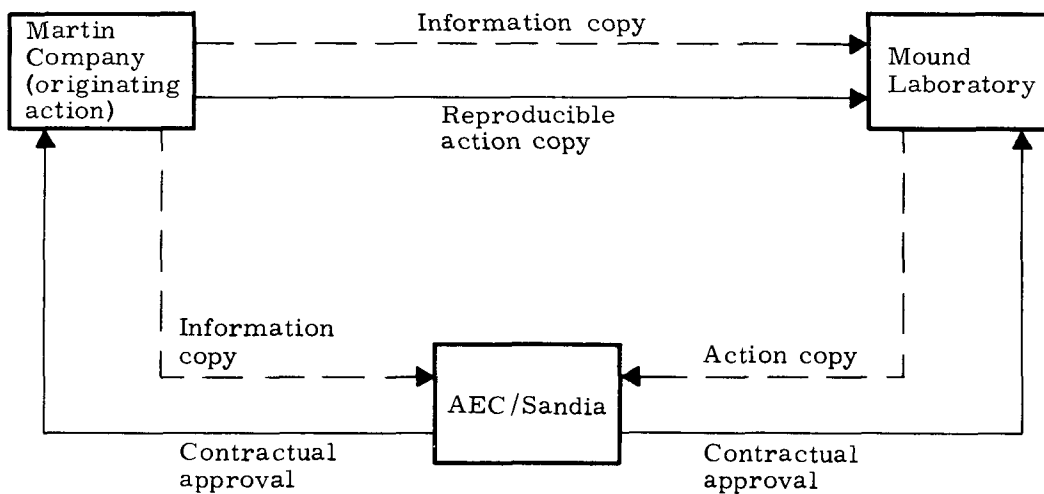 Martin
Company
(originating
action)
Information copy
Reproducible
action copy
Mound
Laboratory
Information
copy
Action copy
AEC/Sandia
Contractual
approval
Contractual
approval